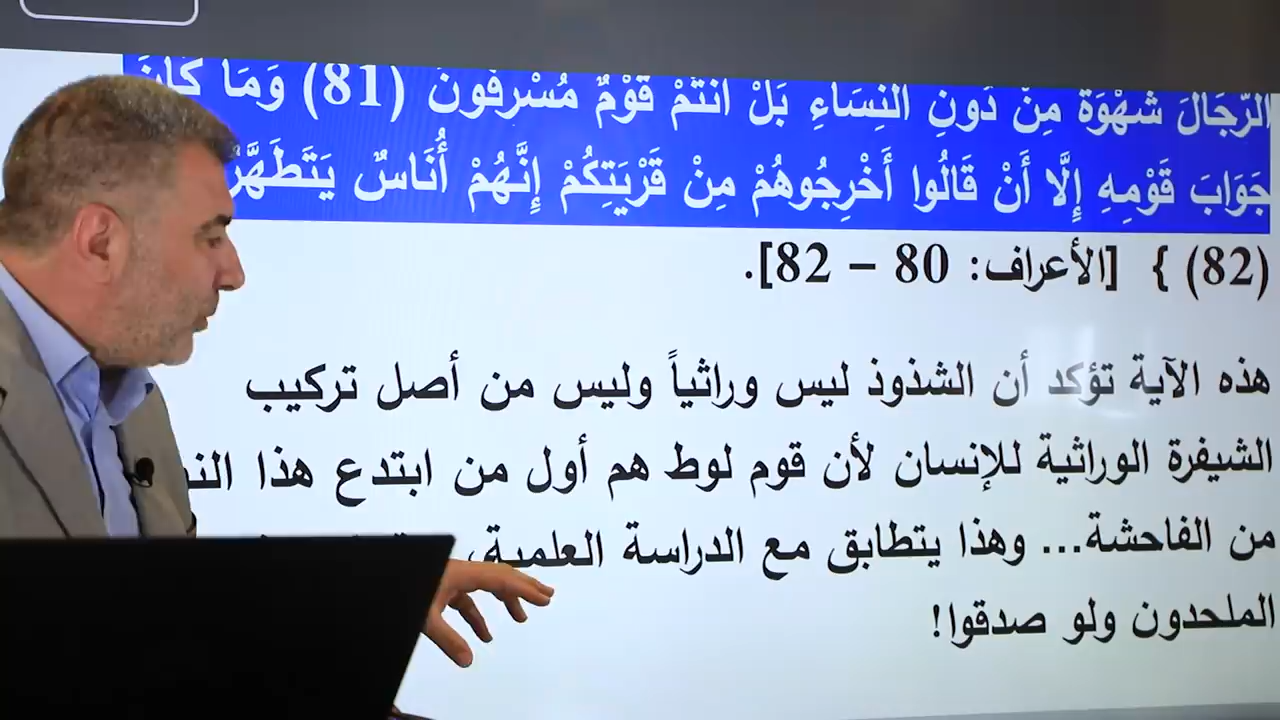 الرِّجَالَ شَهْوَةً مِنْ دُونِ النِّسَاءِ بَلْ أَنْتُمْ قَوْمٌ مُسْرِفُونَ (81) وَمَا كَانَ
جَوَابَ قَوْمِهِ إِلَّا أَنْ قَالُوا أَخْرِجُوهُمْ مِنْ قَرْيَتِكُمْ إِنَّهُمْ أُنَاسٌ
(82) } [الأعراف: 80 – 82].
هذه الآية تؤكد أن الشذوذ ليس وراثياً وليس من أصل تركيب
الشيفرة الوراثية للإنسان لأن قوم لوط هم أول من ابتدع هذا
من الفاحشة... وهذا يتطابق مع الدراسة العلمية،
الملحدون ولو صدقوا!